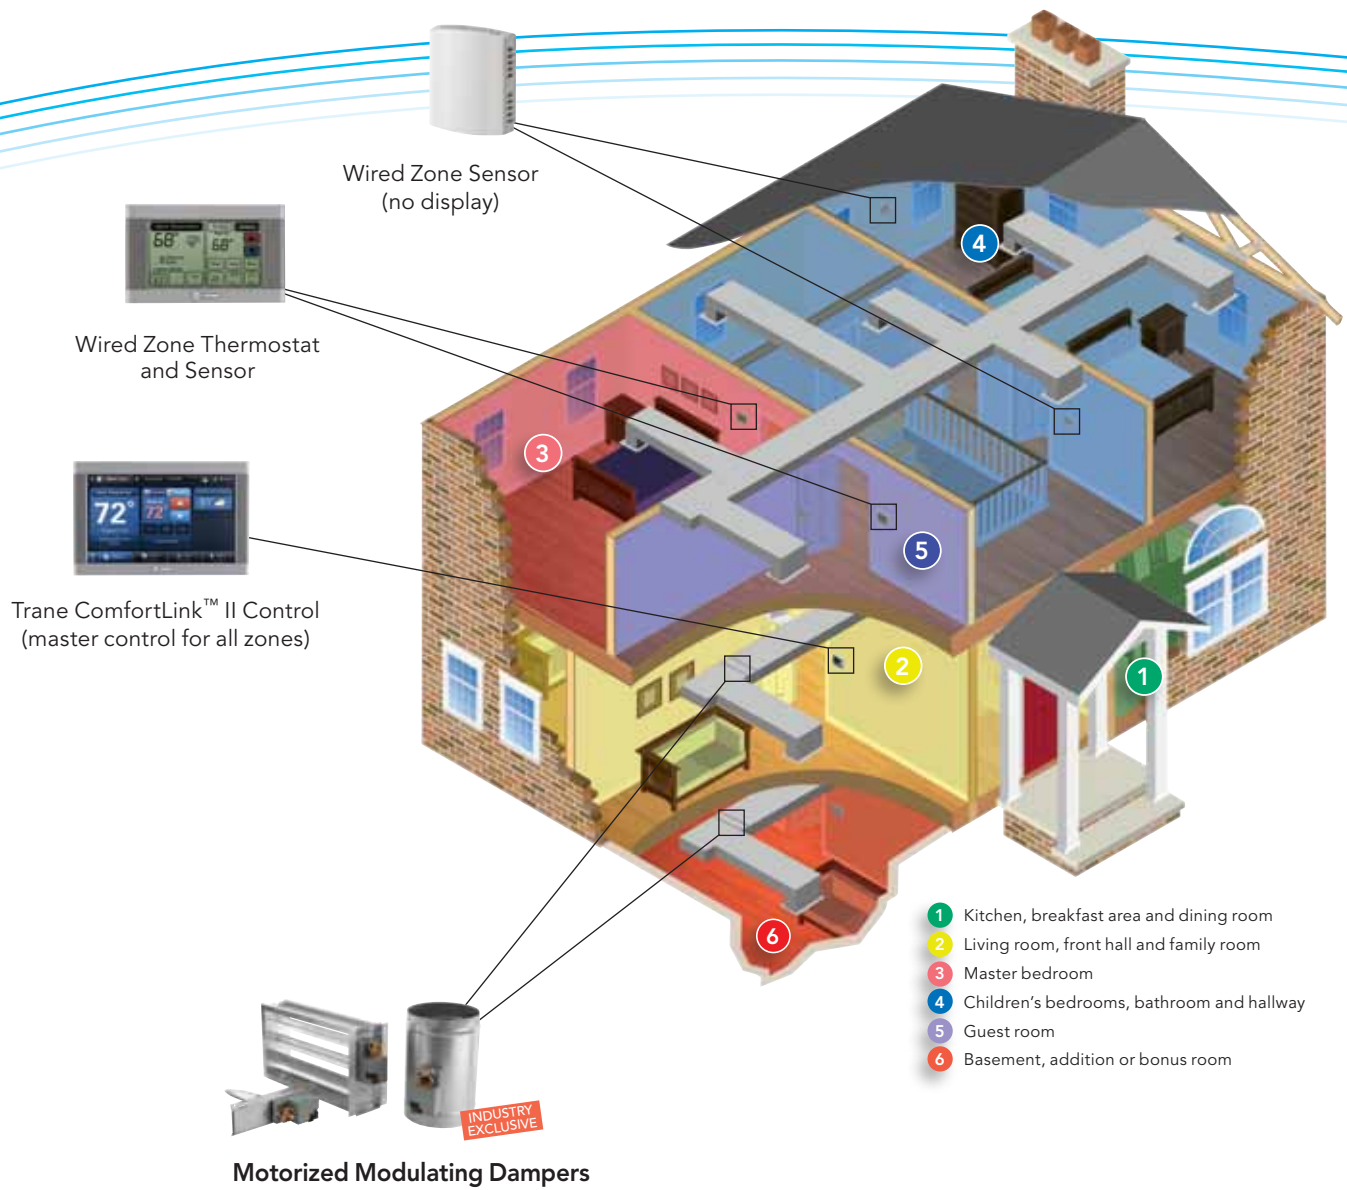 Wired Zone Sensor
(no display)
68°
68°
Wired Zone Thermostat
and Sensor
72°
72
Trane ComfortLink™ II Control
(master control for all zones)
4
3
5
2
1
6
1 Kitchen, breakfast area and dining room
2 Living room, front hall and family room
3 Master bedroom
4 Children's bedrooms, bathroom and hallway
5 Guest room
6 Basement, addition or bonus room
INDUSTRY
EXCLUSIVE
Motorized Modulating Dampers